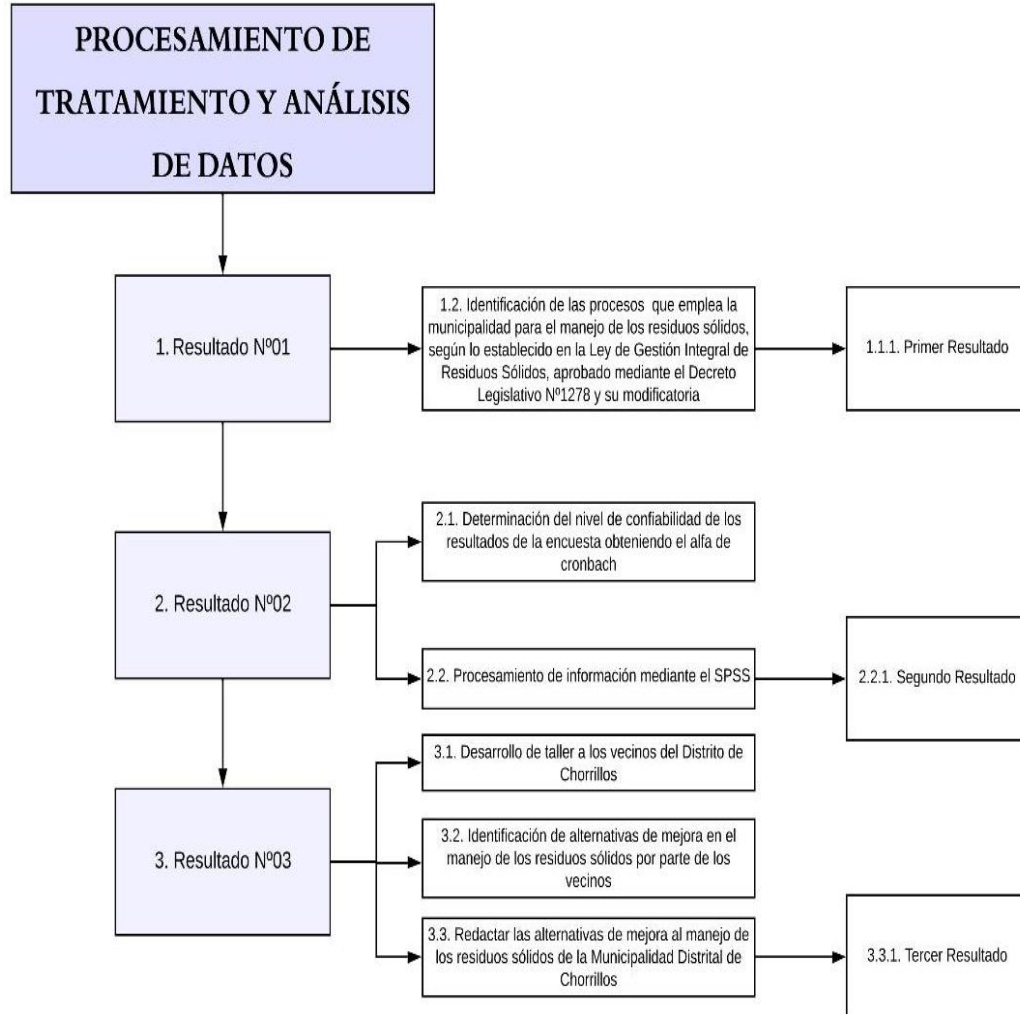 PROCESAMIENTO DE
TRATAMIENTO Y ANÁLISIS
DE DATOS
1. Resultado Nº01
1.2. Identificación de las procesos que emplea la
municipalidad para el manejo de los residuos sólidos,
según lo establecido en la Ley de Gestión Integral de
Residuos Sólidos, aprobado mediante el Decreto
Legislativo Nº1278 y su modificatoria
1.1.1. Primer Resultado
2. Resultado Nº02
2.1. Determinación del nivel de confiabilidad de los
resultados de la encuesta obteniendo el alfa de
cronbach
2.2. Procesamiento de información mediante el SPSS
2.2.1. Segundo Resultado
3. Resultado Nº03
3.1. Desarrollo de taller a los vecinos del Distrito de
Chorrillos
3.2. Identificación de alternativas de mejora en el
manejo de los residuos sólidos por parte de los
vecinos
3.3. Redactar las alternativas de mejora al manejo de
los residuos sólidos de la Municipalidad Distrital de
Chorrillos
3.3.1. Tercer Resultado